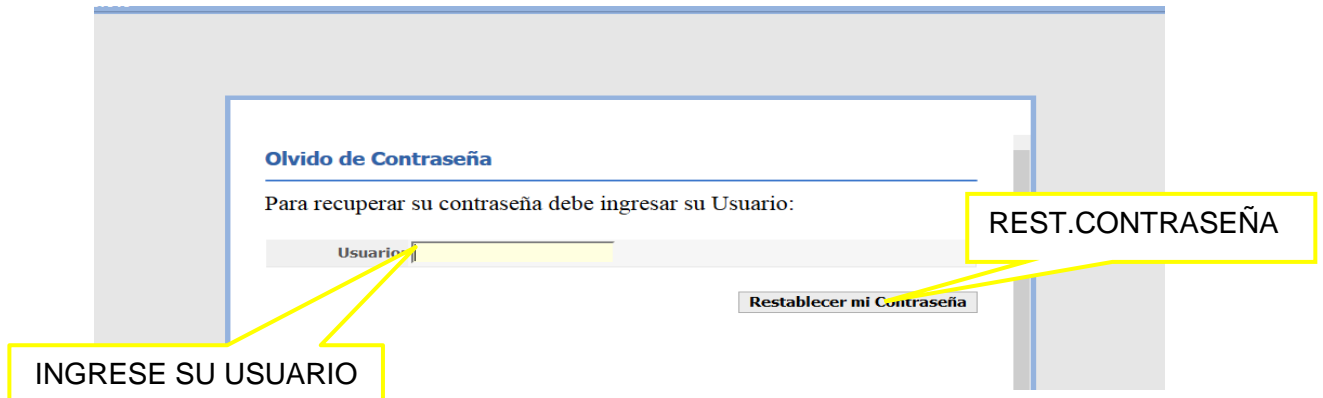 Olvido de Contraseña
Para recuperar su contraseña debe ingresar su Usuario:
REST.CONTRASEÑA
Usuario:
Restablecer mi Contraseña
INGRESE SU USUARIO